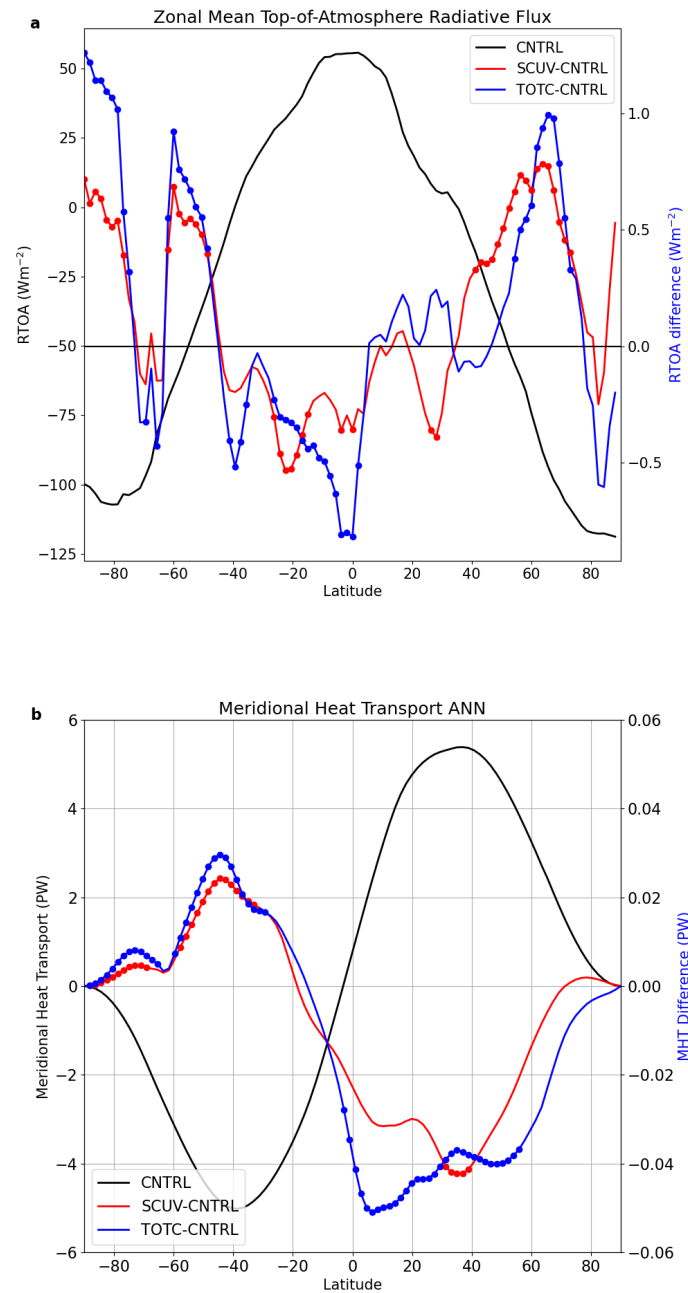 a
Zonal Mean Top-of-Atmosphere Radiative Flux
CNTRL
SCUV-CNTRL
TOTC-CNTRL
50
25
0
−25
−50
−75
−100
−125
RTOA (Wm⁻²)
1.0
0.5
0.0
−0.5
RTOA difference (Wm⁻²)
−80 −60 −40 −20 0 20 40 60 80
Latitude
b
Meridional Heat Transport ANN
6
4
2
0
−2
−4
−6
Meridional Heat Transport (PW)
CNTRL
SCUV-CNTRL
TOTC-CNTRL
0.06
0.04
0.02
0.00
−0.02
−0.04
−0.06
MHT Difference (PW)
−80 −60 −40 −20 0 20 40 60 80
Latitude